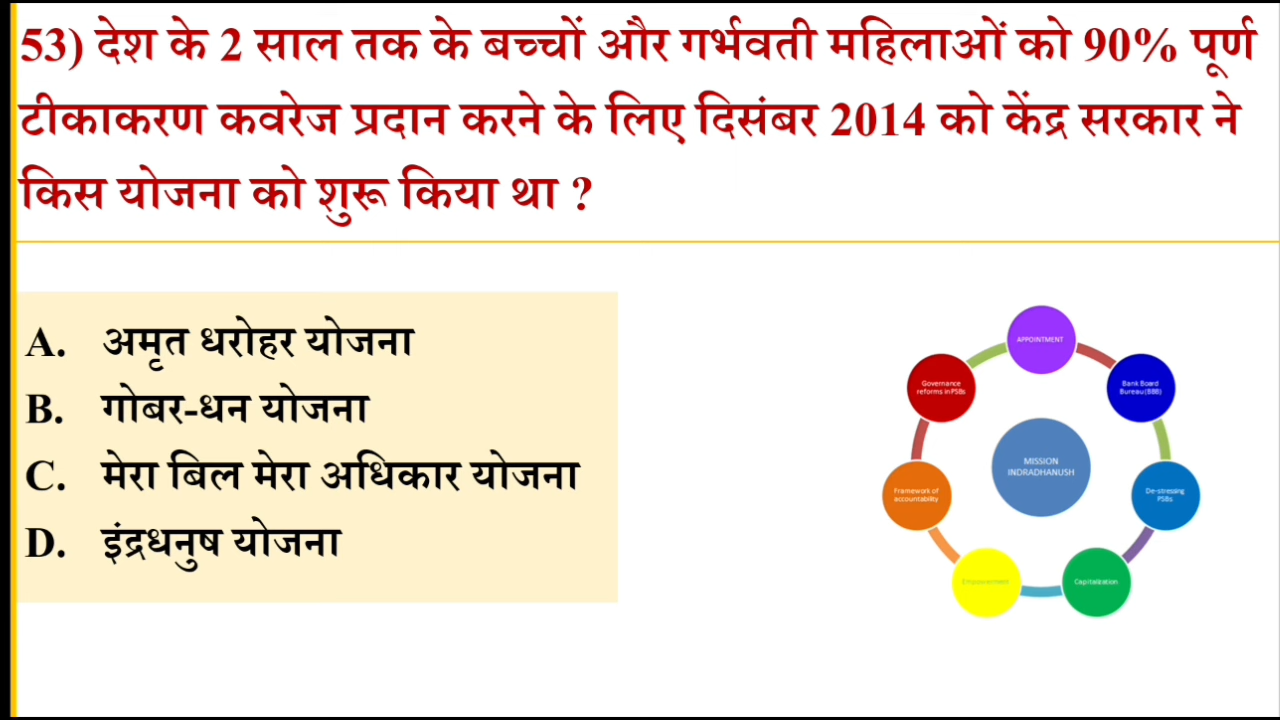 53) देश के 2 साल तक के बच्चों और गर्भवती महिलाओं को 90% पूर्ण
टीकाकरण कवरेज प्रदान करने के लिए दिसंबर 2014 को केंद्र सरकार ने
किस योजना को शुरू किया था ?
A. अमृत धरोहर योजना
B. गोबर-धन योजना
C. मेरा बिल मेरा अधिकार योजना
D. इंद्रधनुष योजना
APPOINTMENT
Bank Board
Bureau(BBB)
De-stressing
PSBs
Capitalization
Empowerment
Framework of
accountability
Governance
reforms in PSBs
MISSION
INDRADHANUSH